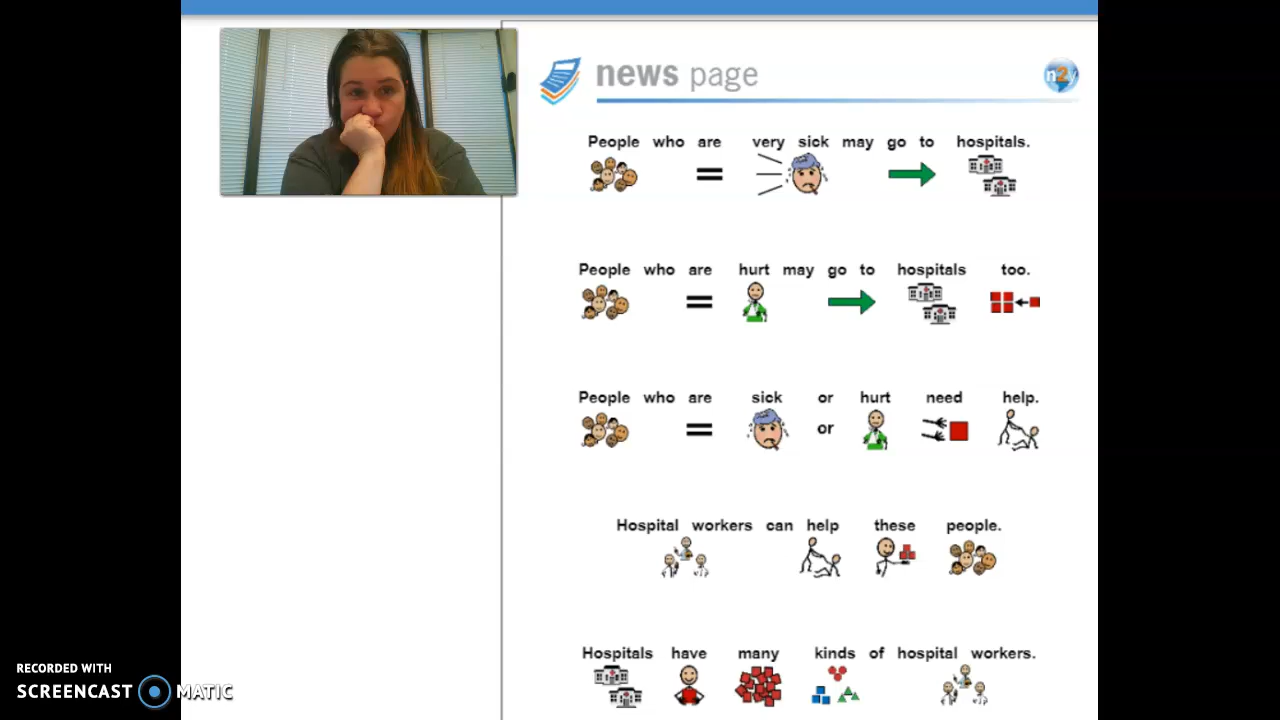 news page
n2y
People who are very sick may go to hospitals.
People who are hurt may go to hospitals too.
People who are sick or hurt need help.
or
Hospital workers can help these people.
Hospitals have many kinds of hospital workers.
RECORDED WITH
SCREENCAST MATIC